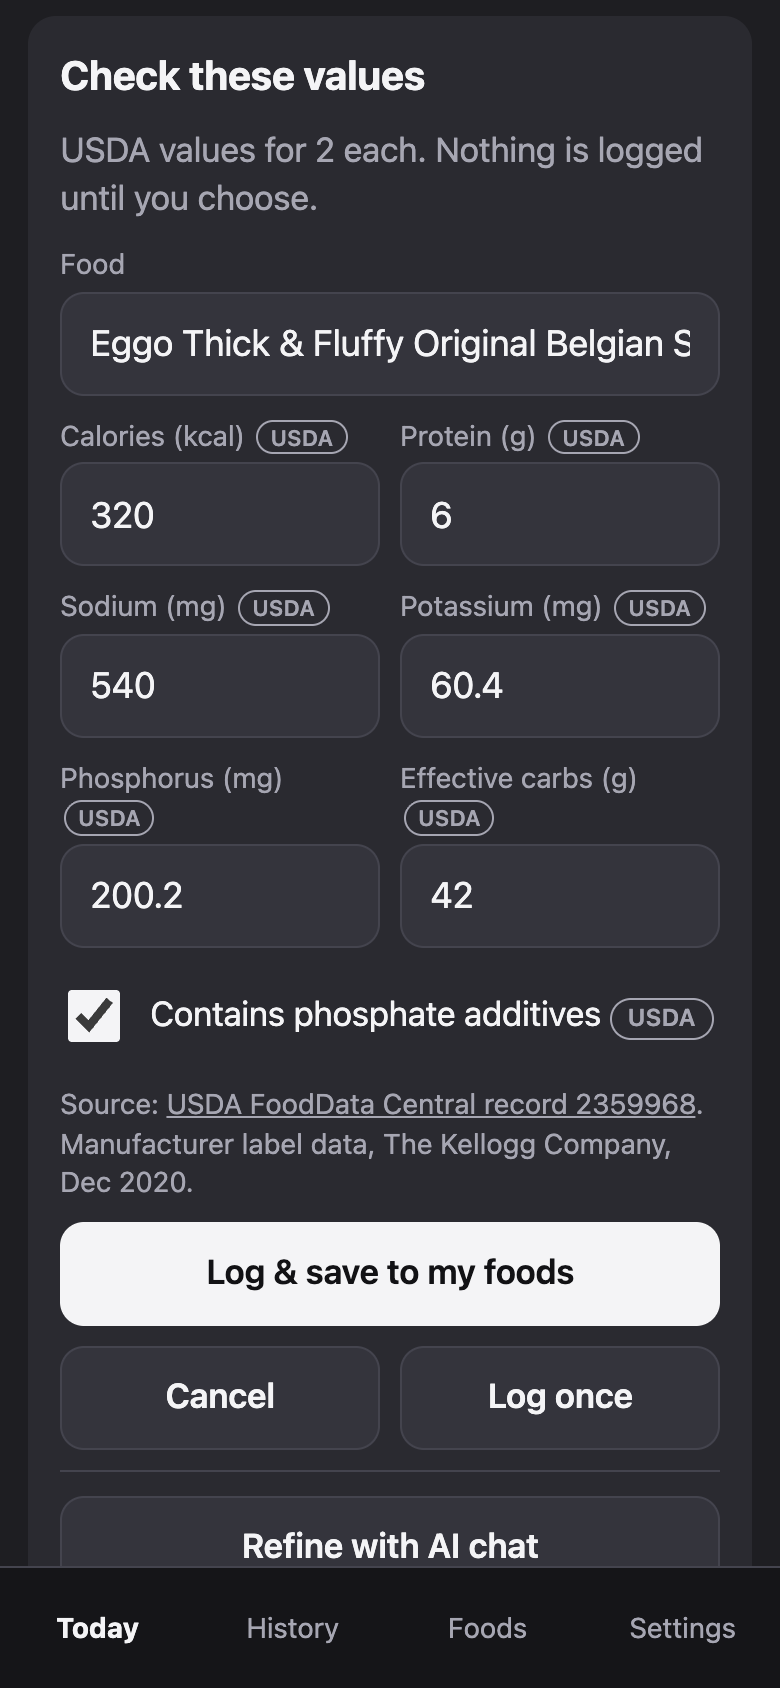 Check these values
USDA values for 2 each. Nothing is logged
until you choose.
Food
Eggo Thick & Fluffy Original Belgian S
Calories (kcal) USDA
Protein (g) USDA
320
6
Sodium (mg) USDA
Potassium (mg) USDA
540
60.4
Phosphorus (mg)
USDA
Effective carbs (g)
USDA
200.2
42
Contains phosphate additives USDA
Source: USDA FoodData Central record 2359968.
Manufacturer label data, The Kellogg Company,
Dec 2020.
Log & save to my foods
Cancel
Log once
Refine with AI chat
Today
History
Foods
Settings